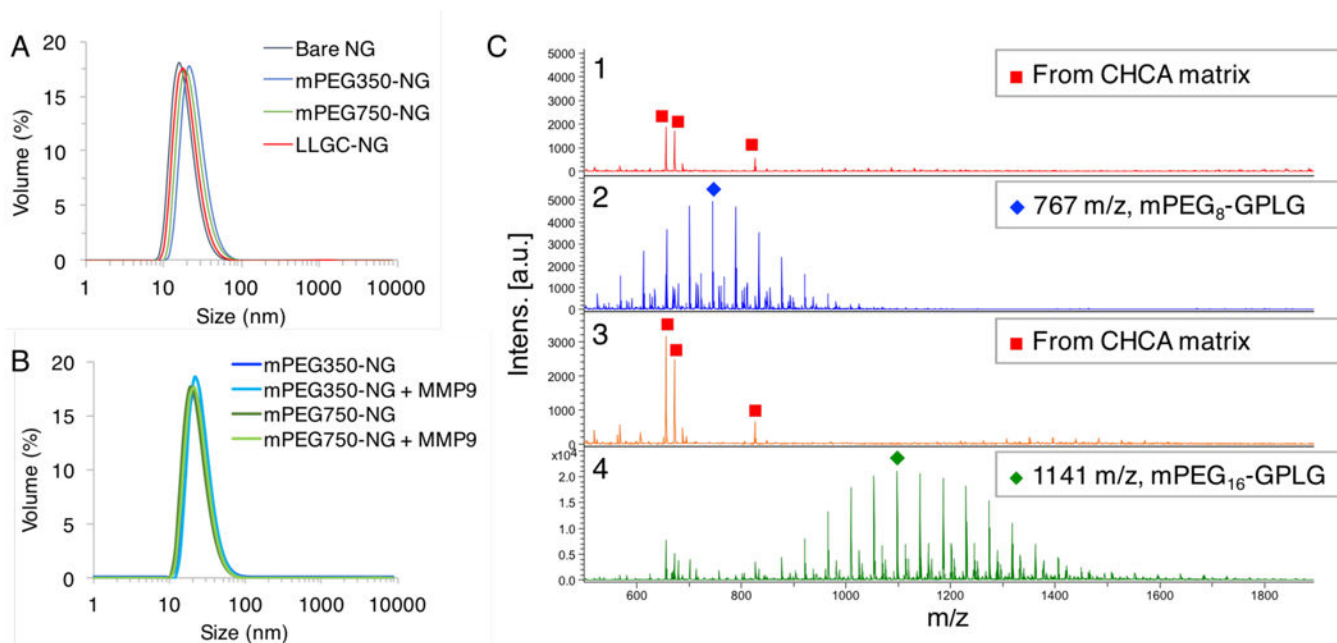 A
Volume (%)
20
15
10
5
0
1
10
100
1000
10000
Size (nm)
Bare NG
mPEG350-NG
mPEG750-NG
LLGC-NG
B
Volume (%)
20
15
10
5
0
1
10
100
1000
10000
Size (nm)
mPEG350-NG
mPEG350-NG + MMP9
mPEG750-NG
mPEG750-NG + MMP9
C
Intens. [a.u.]
1
5000
4000
3000
2000
1000
0
From CHCA matrix
2
5000
4000
3000
2000
1000
0
767 m/z, mPEG₈-GPLG
3
3000
2000
1000
0
From CHCA matrix
4
x10⁴
2.5
2.0
1.5
1.0
0.5
0.0
1141 m/z, mPEG₁₆-GPLG
600
800
1000
1200
1400
1600
1800
m/z